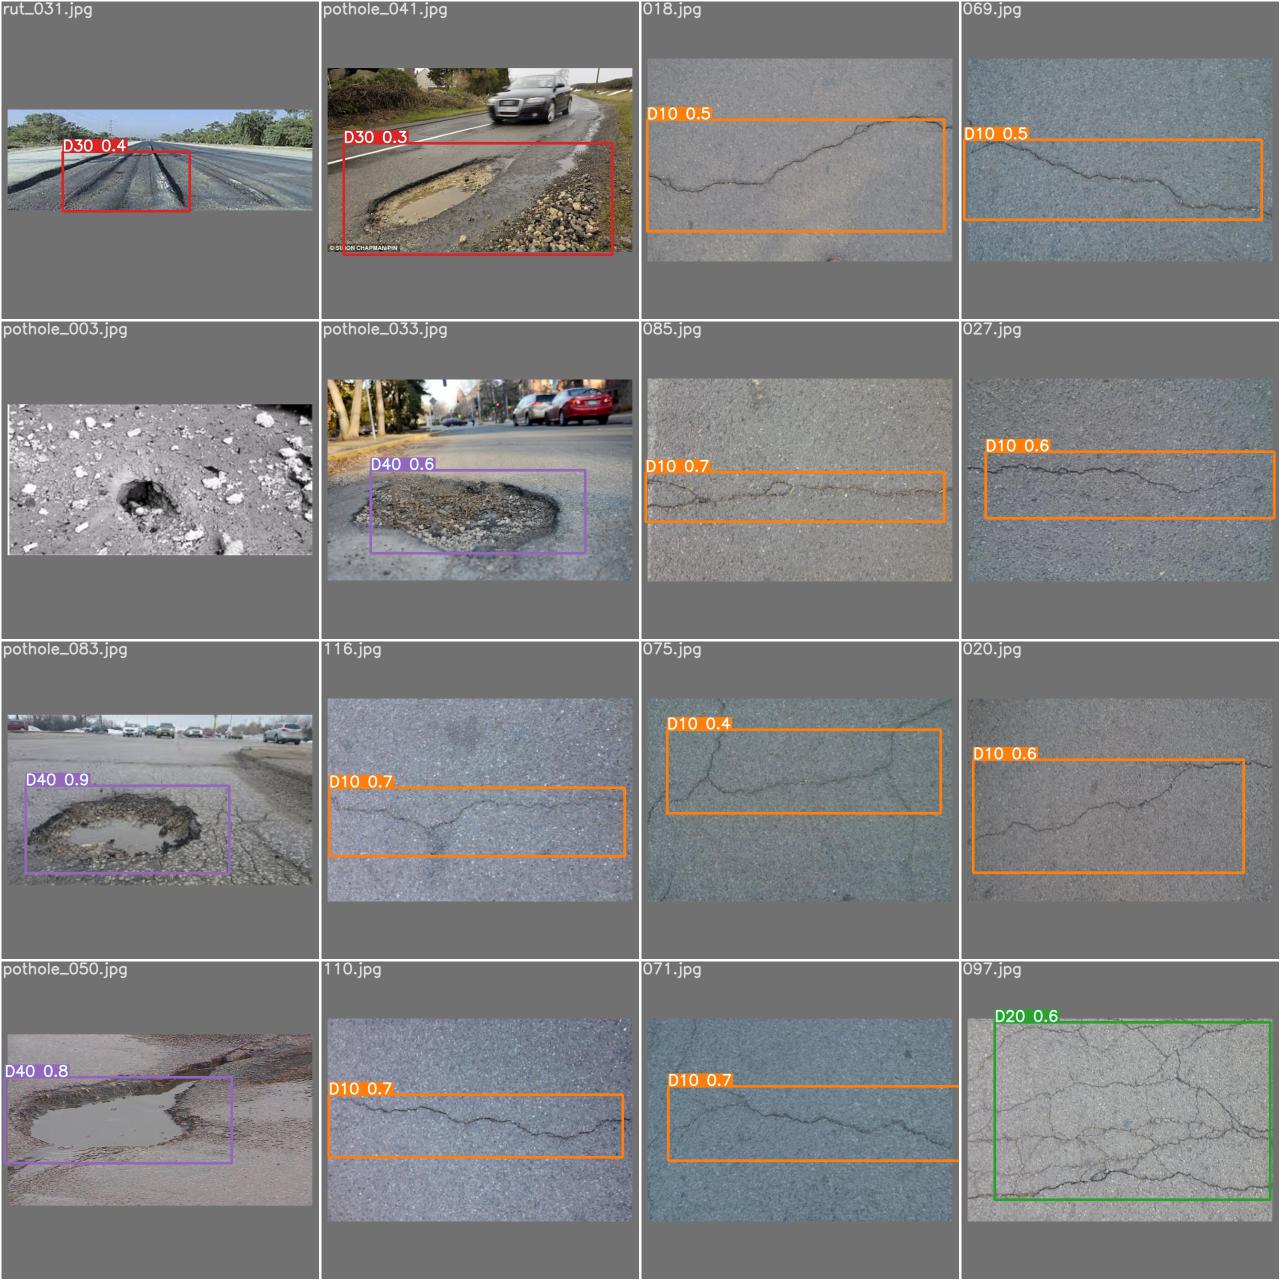 rut_031.jpg
D30 0.4
pothole_041.jpg
D30 0.3
© SIMON CHAPMAN/PIN
018.jpg
D10 0.5
069.jpg
D10 0.5
pothole_003.jpg
pothole_033.jpg
D40 0.6
085.jpg
D10 0.7
027.jpg
D10 0.6
pothole_083.jpg
D40 0.9
116.jpg
D10 0.7
075.jpg
D10 0.4
020.jpg
D10 0.6
pothole_050.jpg
D40 0.8
110.jpg
D10 0.7
071.jpg
D10 0.7
097.jpg
D20 0.6